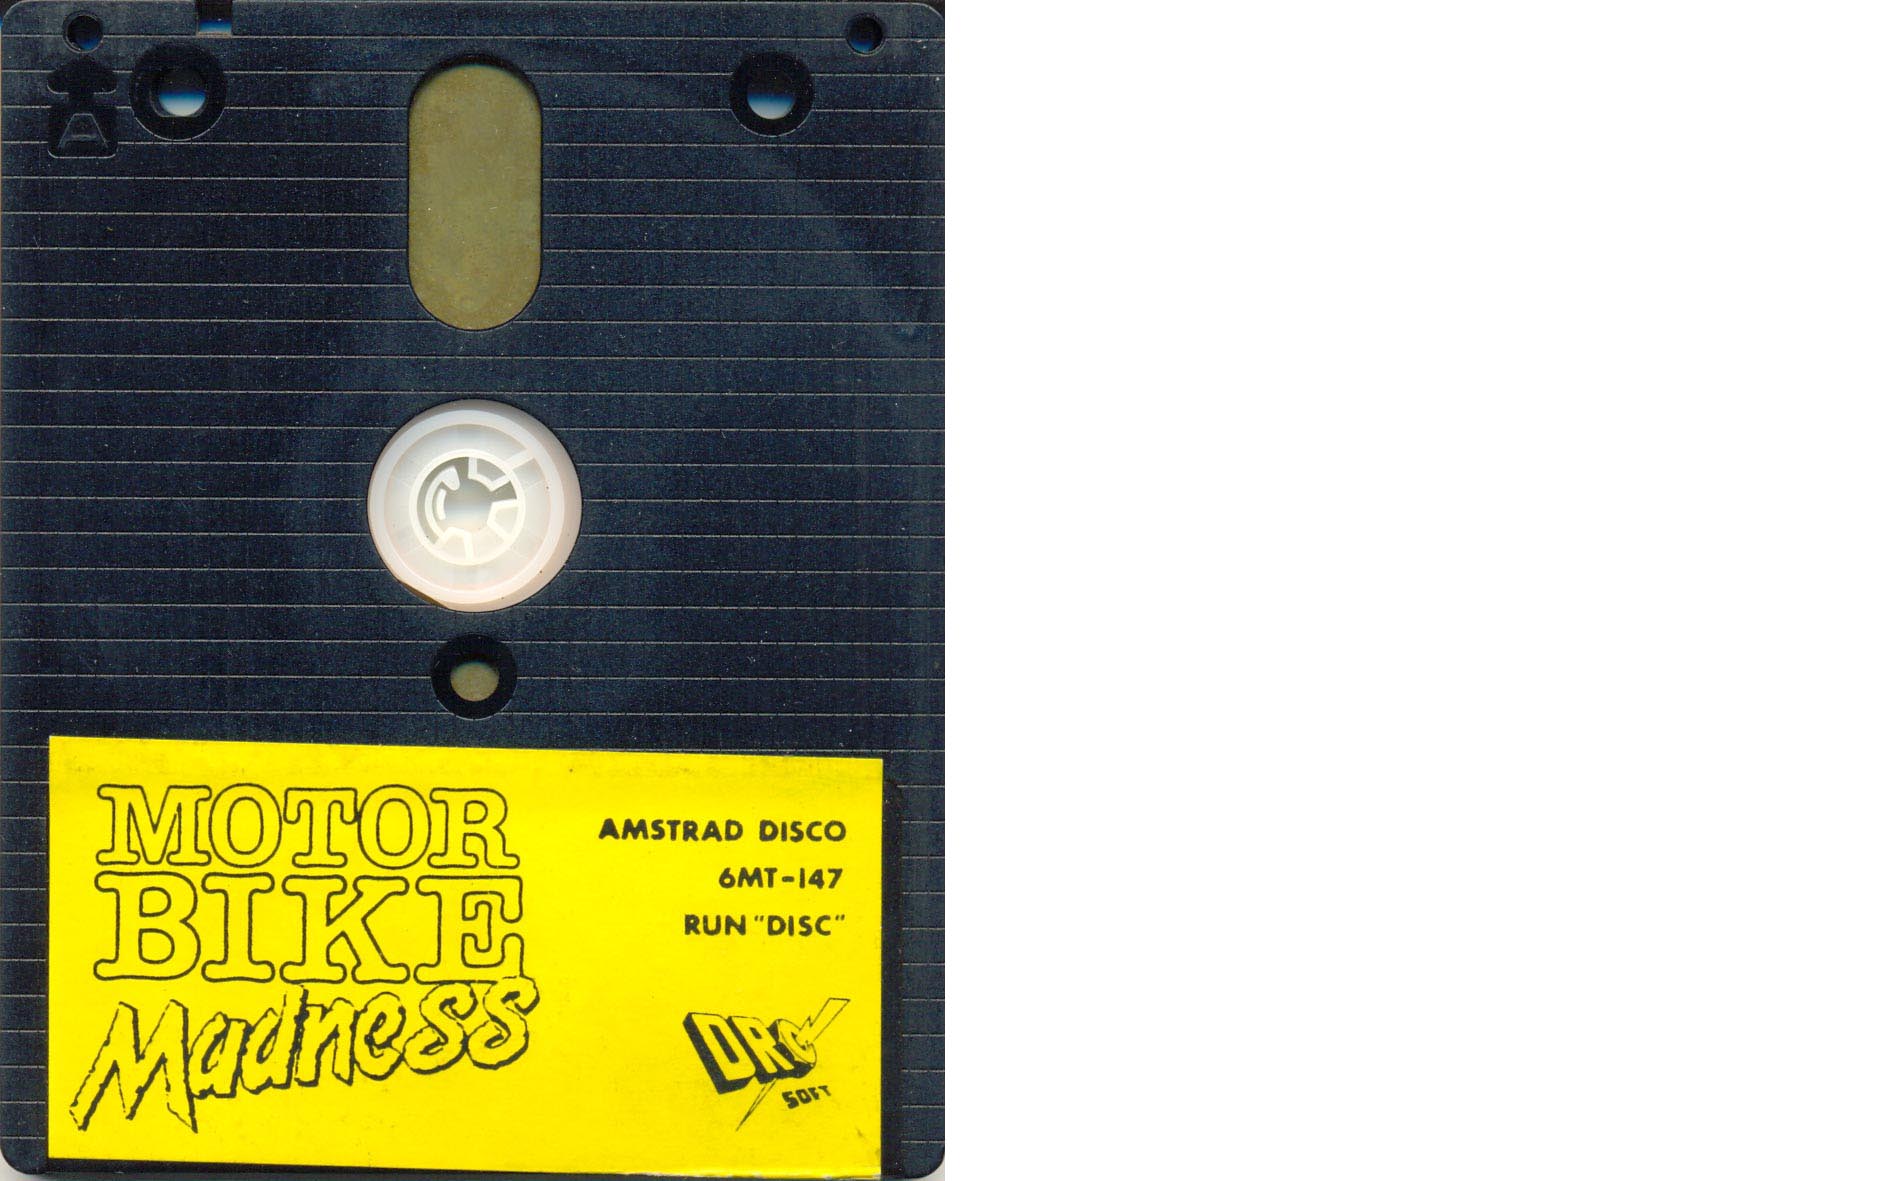 A
MOTOR
BIKE
Madness
AMSTRAD DISCO
6MT-147
RUN "DISC"
DRO
SOFT